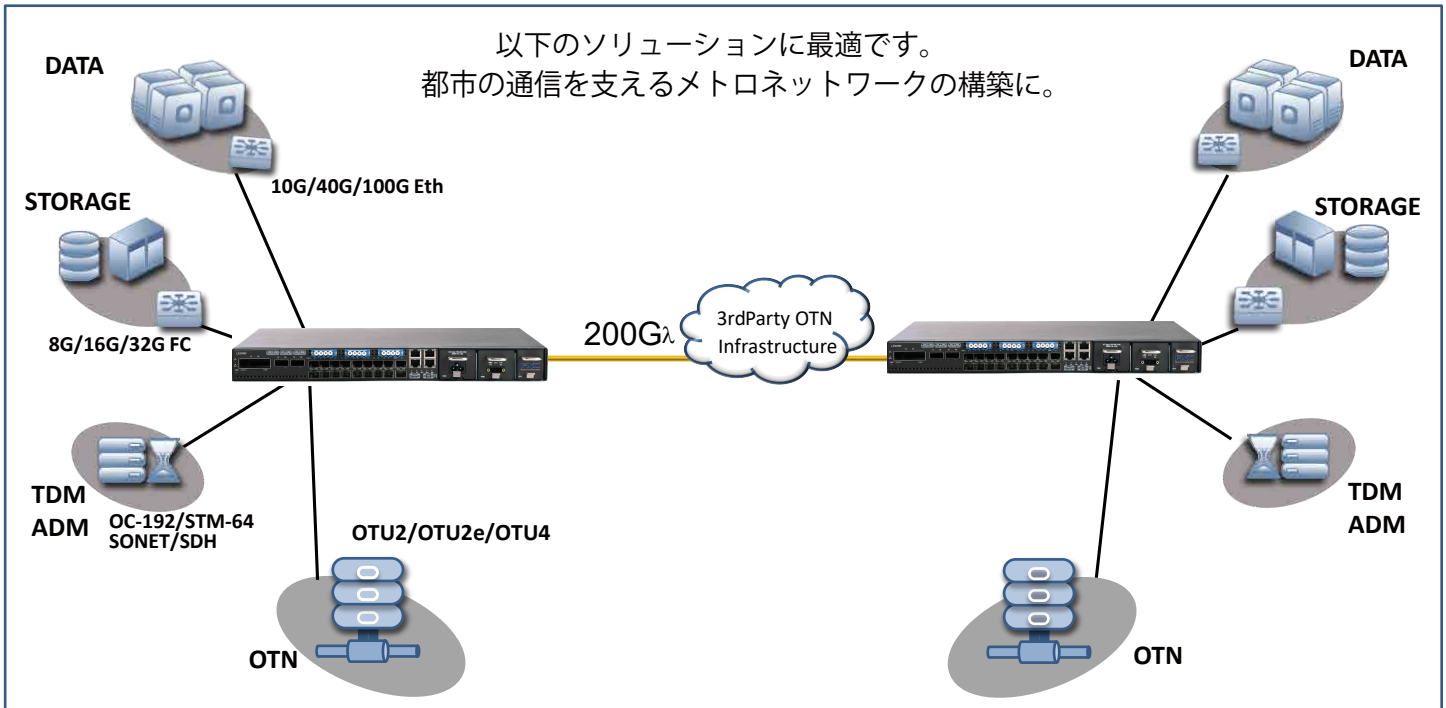 以下のソリューションに最適です。
都市の通信を支えるメトロネットワークの構築に。
DATA
10G/40G/100G Eth
STORAGE
8G/16G/32G FC
TDM
ADM
OC-192/STM-64
SONET/SDH
OTU2/OTU2e/OTU4
OTN
200Gλ
3rdParty OTN
Infrastructure
DATA
STORAGE
TDM
ADM
OTN